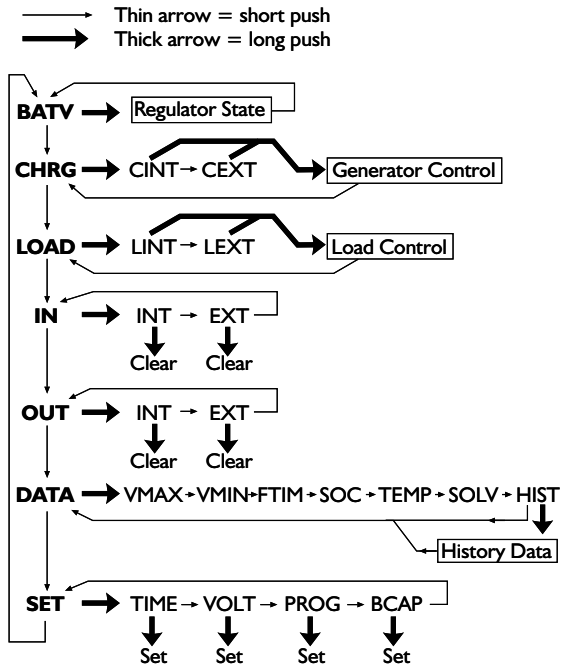 Thin arrow = short push
Thick arrow = long push
BATV Regulator State
CHRG CINT CEXT Generator Control
LOAD LINT LEXT Load Control
IN INT EXT
Clear Clear
OUT INT EXT
Clear Clear
DATA VMAX VMIN FTIM SOC TEMP SOLV HIST
History Data
SET TIME VOLT PROG BCAP
Set Set Set Set